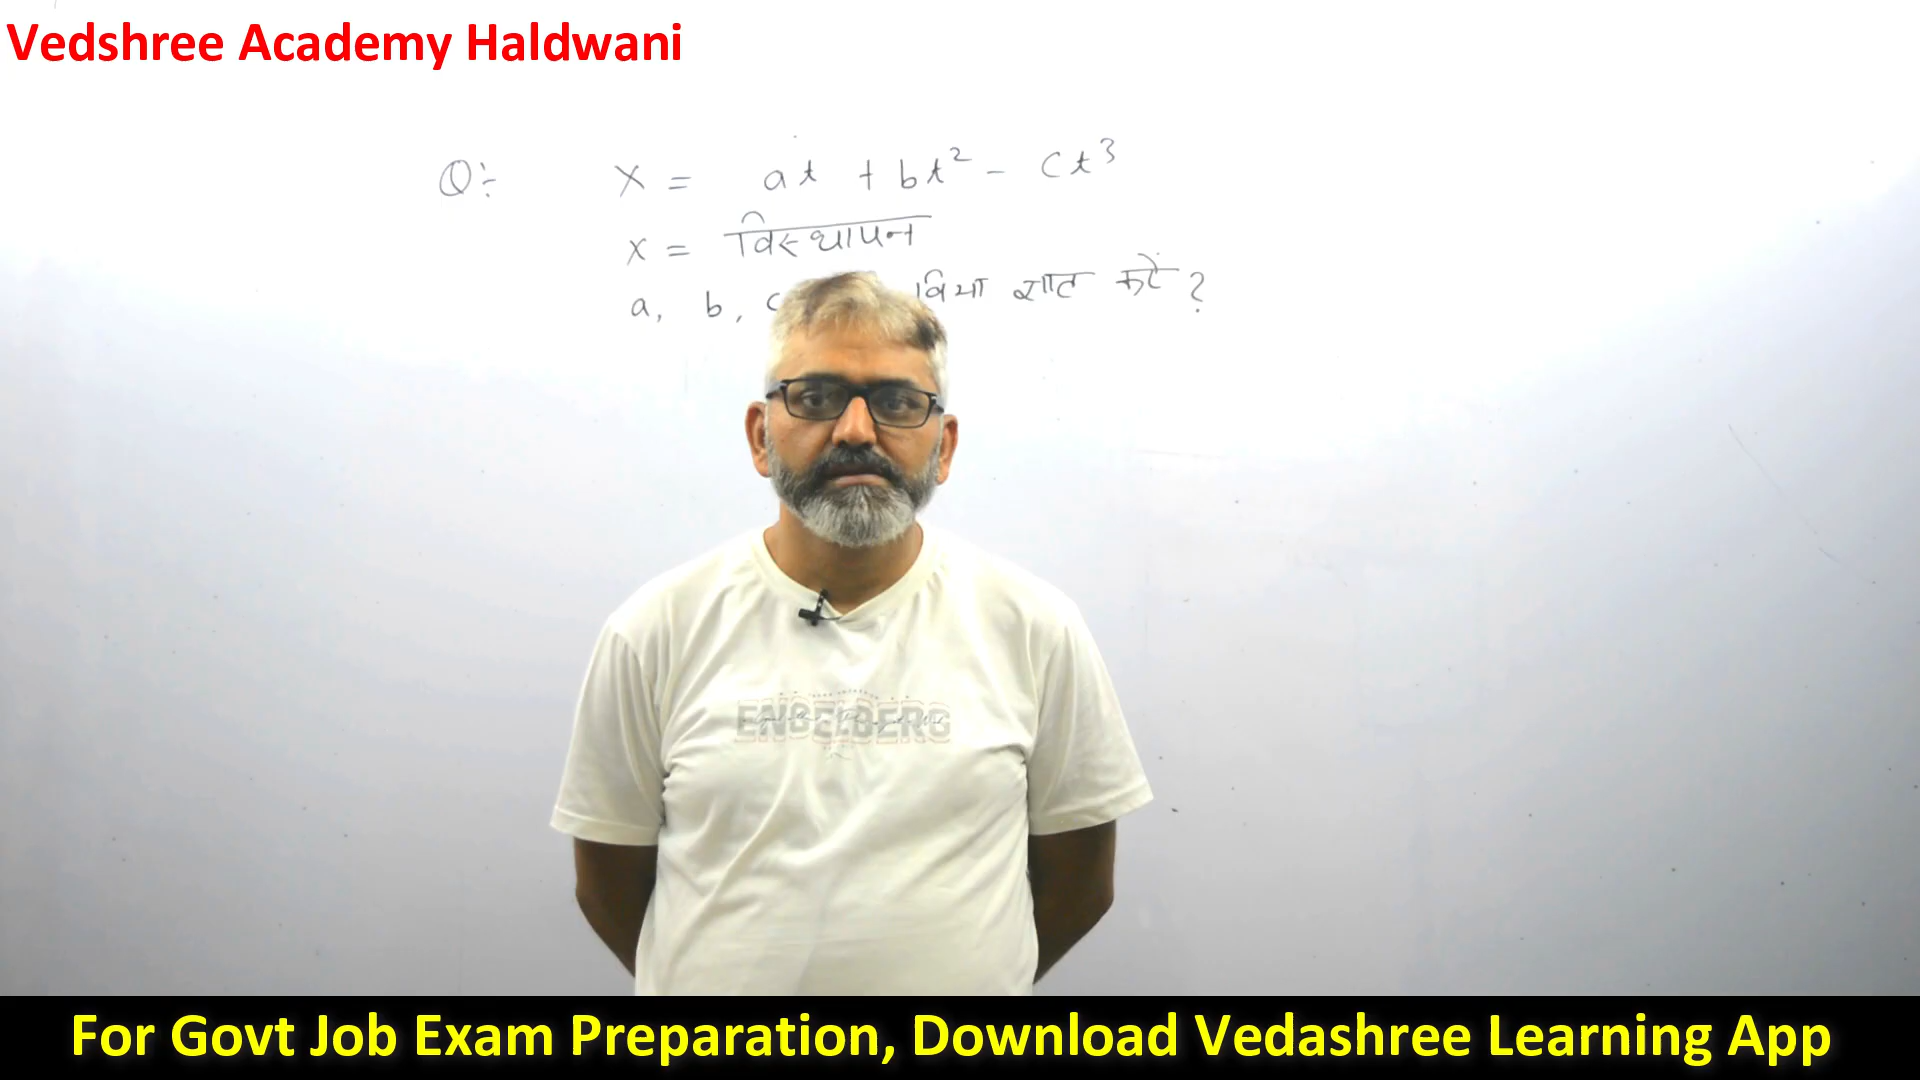 Vedshree Academy Haldwani
Q:- x = at + bt² - ct³
x = विस्थापन
a, b, c ज्ञात करें ?
ENGELBERG
For Govt Job Exam Preparation, Download Vedashree Learning App